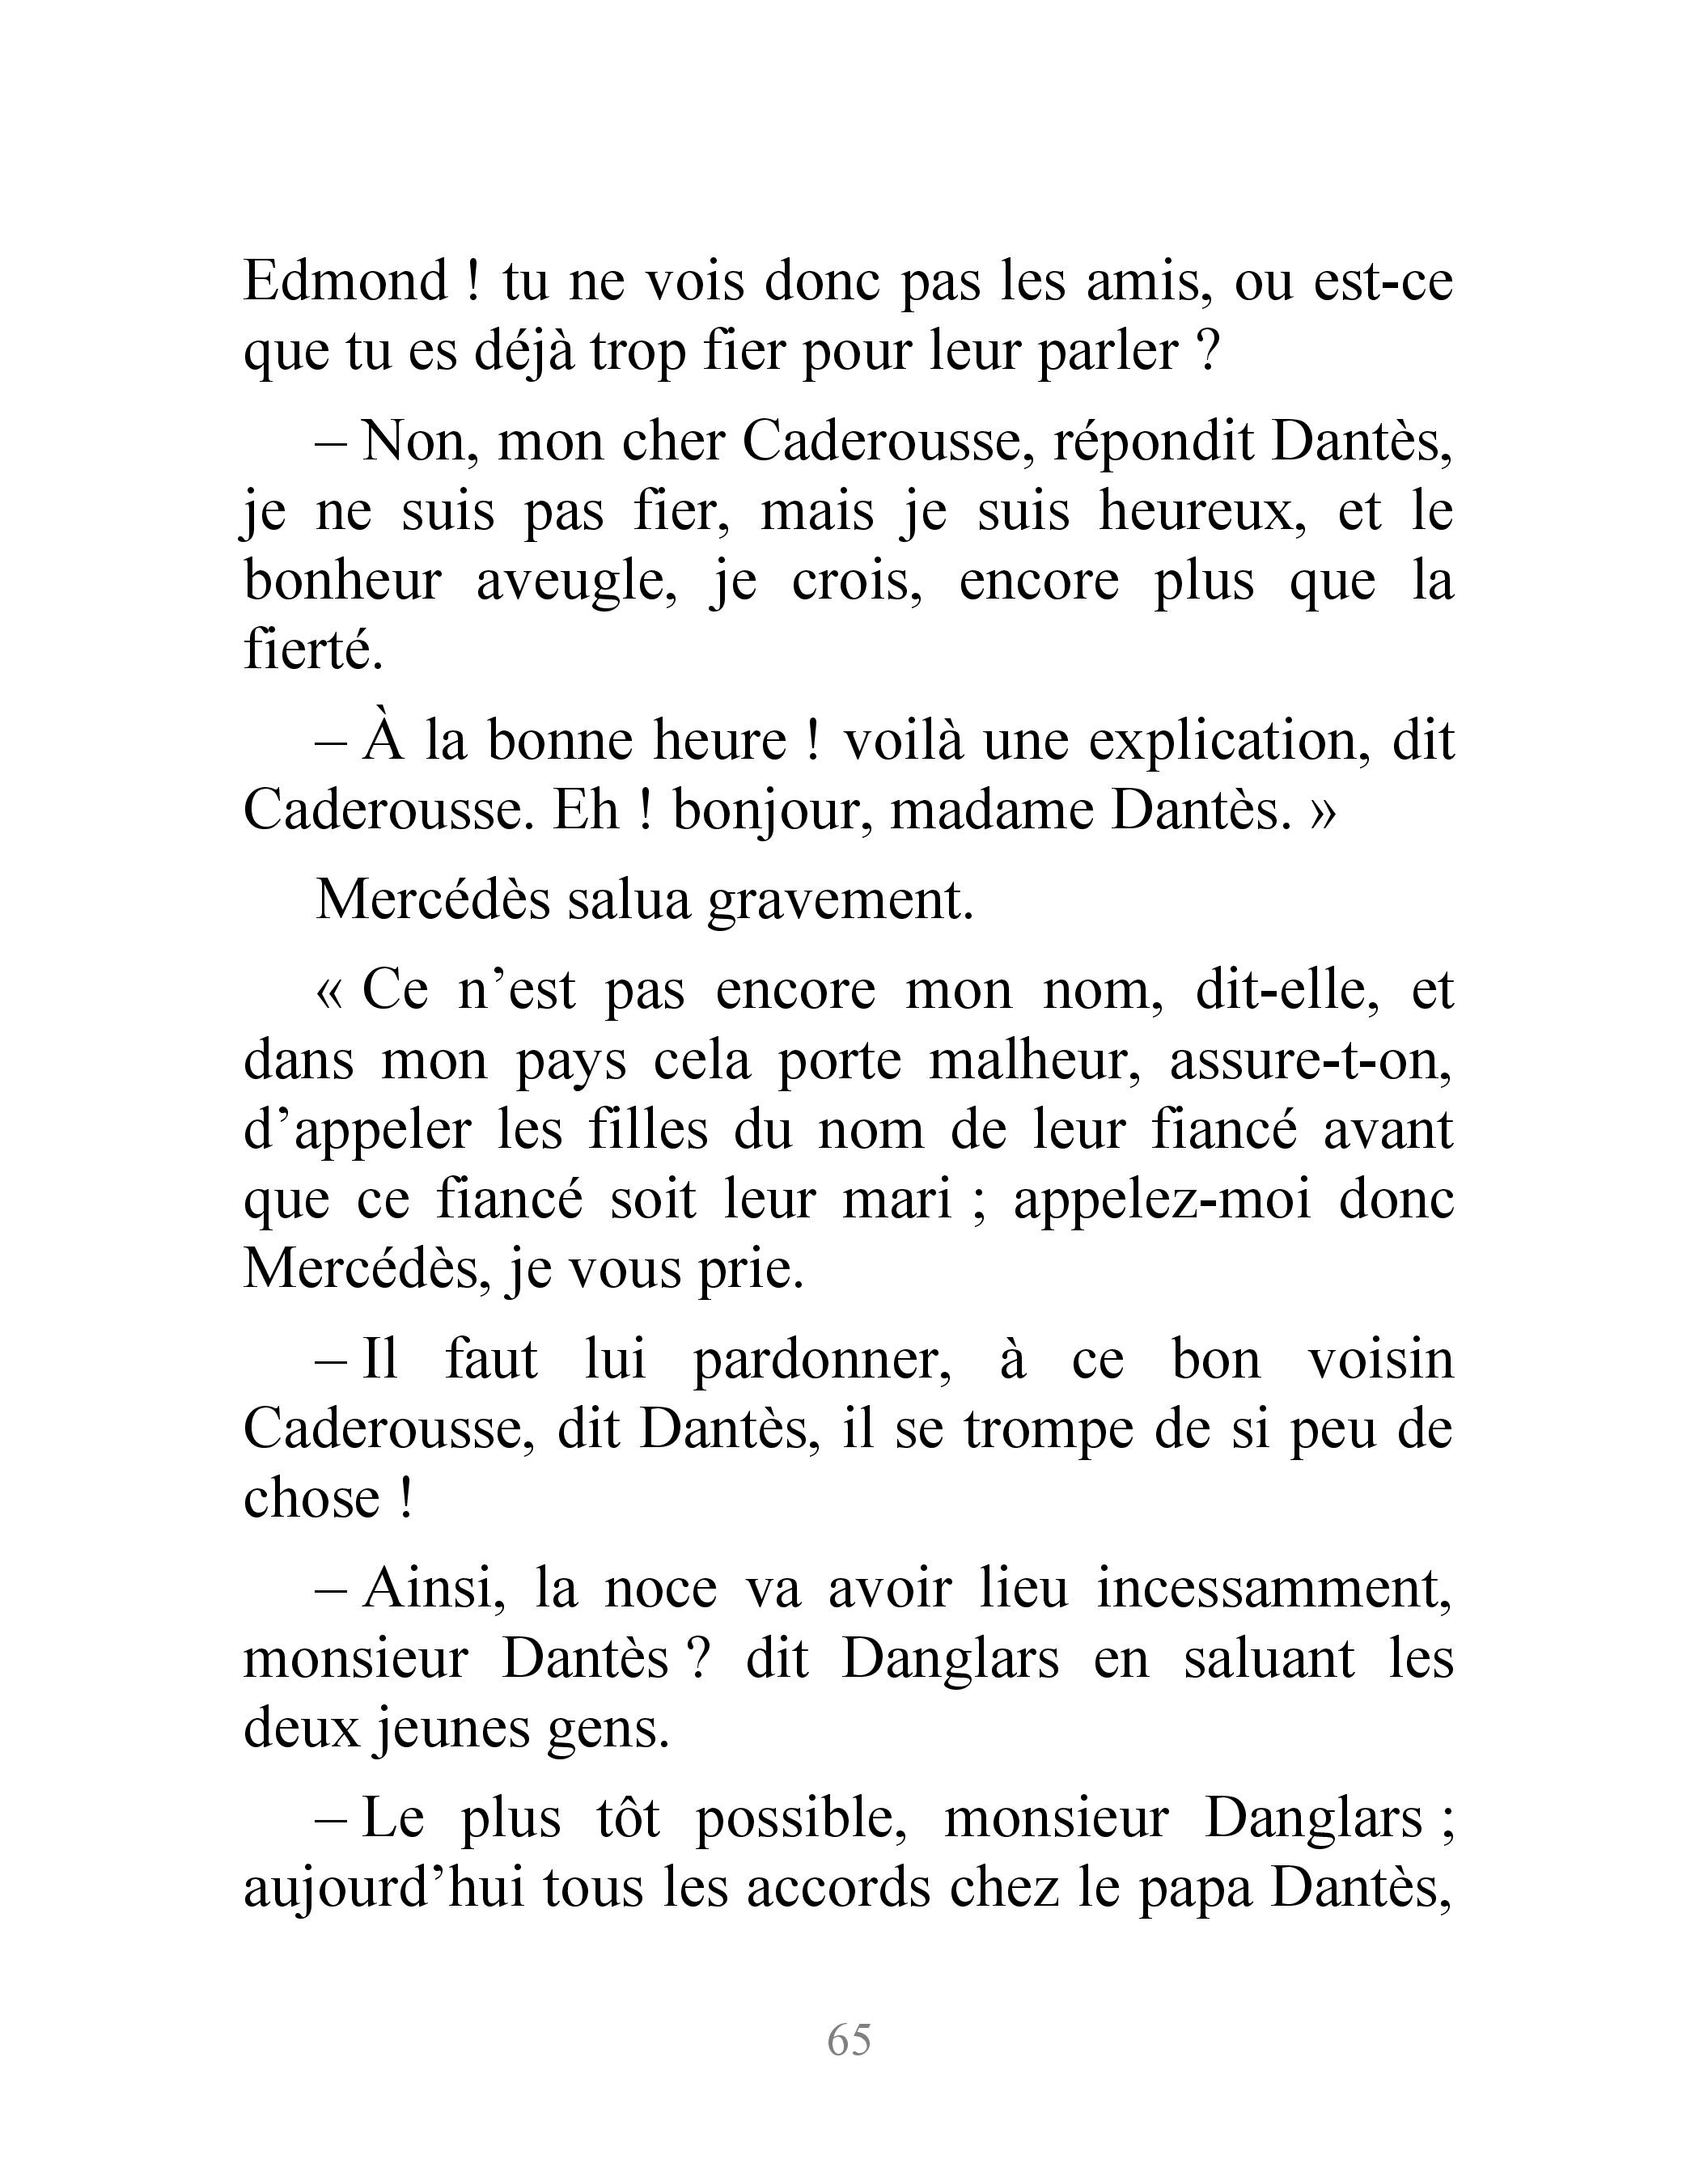 Edmond ! tu ne vois donc pas les amis, ou est-ce
que tu es déjà trop fier pour leur parler ?
– Non, mon cher Caderousse, répondit Dantès,
je ne suis pas fier, mais je suis heureux, et le
bonheur aveugle, je crois, encore plus que la
fierté.
– À la bonne heure ! voilà une explication, dit
Caderousse. Eh ! bonjour, madame Dantès. »
Mercédès salua gravement.
« Ce n’est pas encore mon nom, dit-elle, et
dans mon pays cela porte malheur, assure-t-on,
d’appeler les filles du nom de leur fiancé avant
que ce fiancé soit leur mari ; appelez-moi donc
Mercédès, je vous prie.
– Il faut lui pardonner, à ce bon voisin
Caderousse, dit Dantès, il se trompe de si peu de
chose !
– Ainsi, la noce va avoir lieu incessamment,
monsieur Dantès ? dit Danglars en saluant les
deux jeunes gens.
– Le plus tôt possible, monsieur Danglars ;
aujourd’hui tous les accords chez le papa Dantès,
65